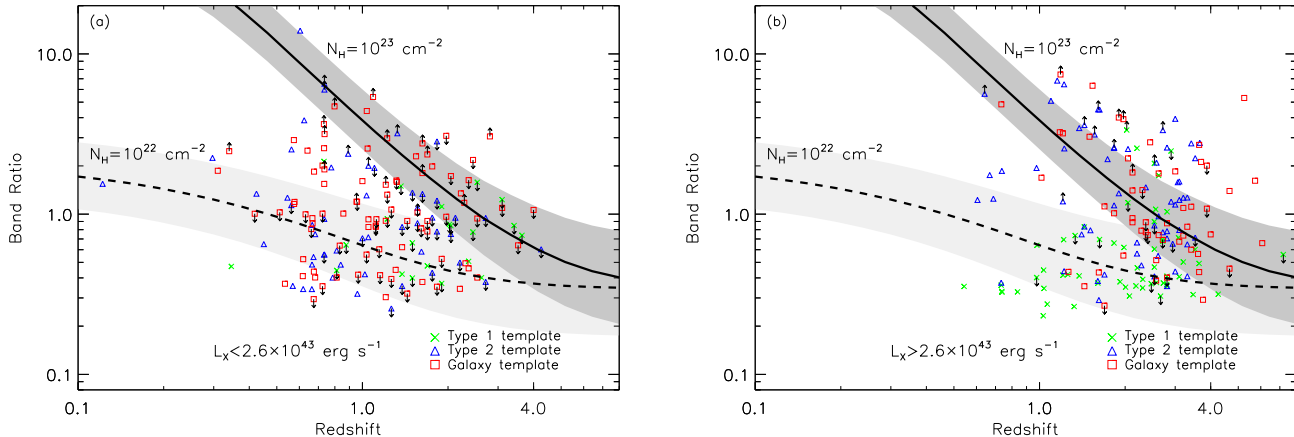 (a)
N_H=10^23 cm^-2
N_H=10^22 cm^-2
L_X<2.6×10^43 erg s^-1
Type 1 template
Type 2 template
Galaxy template
Band Ratio
10.0
1.0
0.1
0.1
1.0
4.0
Redshift
(b)
N_H=10^23 cm^-2
N_H=10^22 cm^-2
L_X>2.6×10^43 erg s^-1
Type 1 template
Type 2 template
Galaxy template
Band Ratio
10.0
1.0
0.1
0.1
1.0
4.0
Redshift